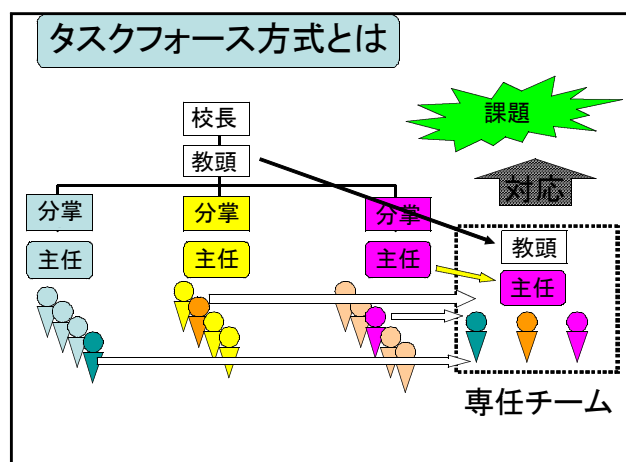 タスクフォース方式とは
課題
校長
教頭
対応
分掌
分掌
分掌
主任
主任
主任
教頭
主任
専任チーム